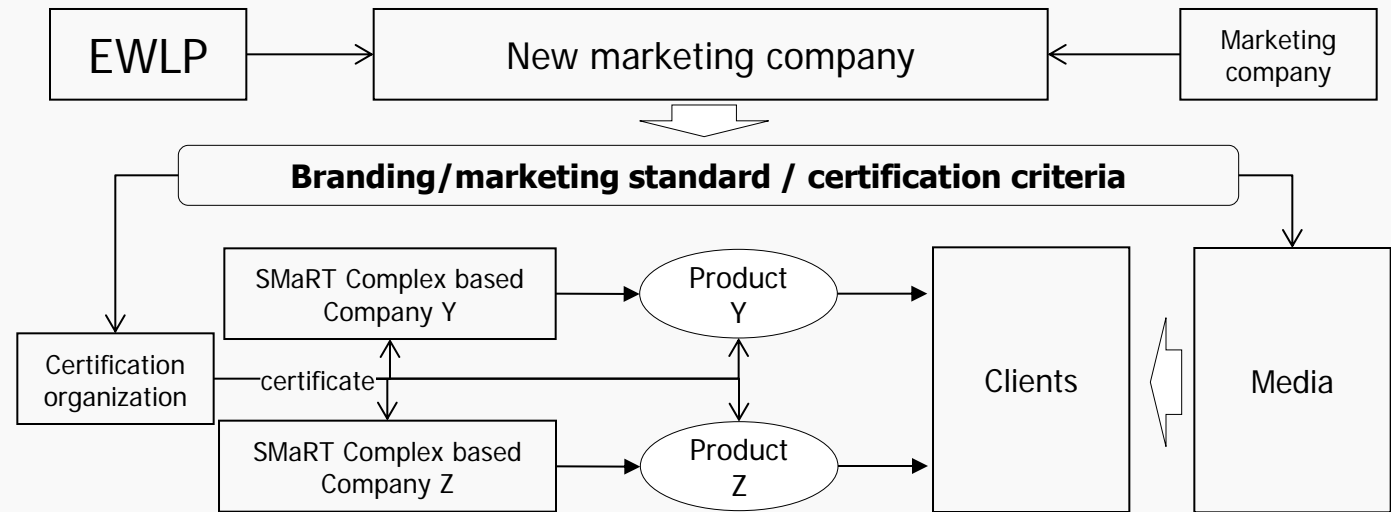 EWLP
New marketing company
Marketing
company
Branding/marketing standard / certification criteria
SMaRT Complex based
Company Y
Product
Y
Certification
organization
certificate
Clients
Media
SMaRT Complex based
Company Z
Product
Z